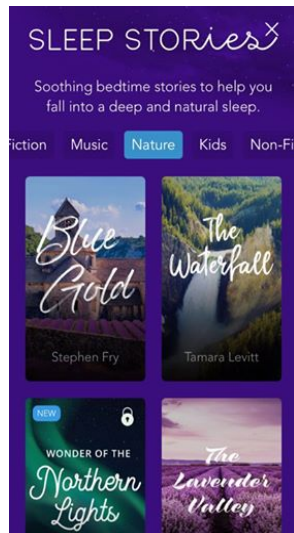 SLEEP STORies
Soothing bedtime stories to help you
fall into a deep and natural sleep.
iction Music Nature Kids Non-Fi
Blue
Gold
Stephen Fry
The
Waterfall
Tamara Levitt
NEW
WONDER OF THE
Northern
Lights
The
Lavender
Valley